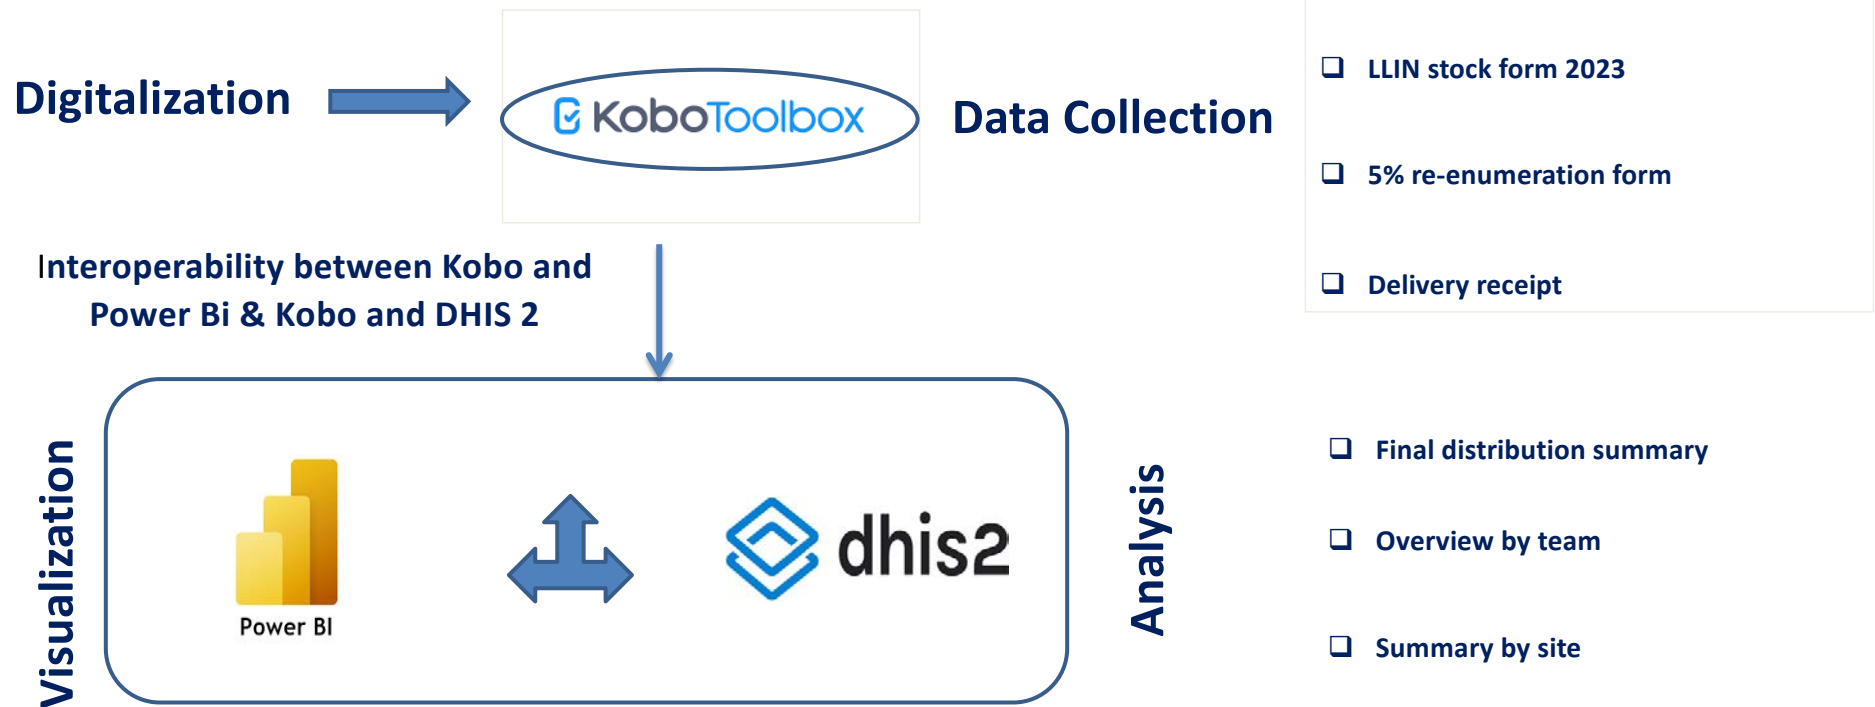 Digitalization
KoboToolbox
Data Collection
LLIN stock form 2023
5% re-enumeration form
Delivery receipt
Interoperability between Kobo and
Power Bi & Kobo and DHIS 2
Visualization
Power BI
dhis2
Analysis
Final distribution summary
Overview by team
Summary by site